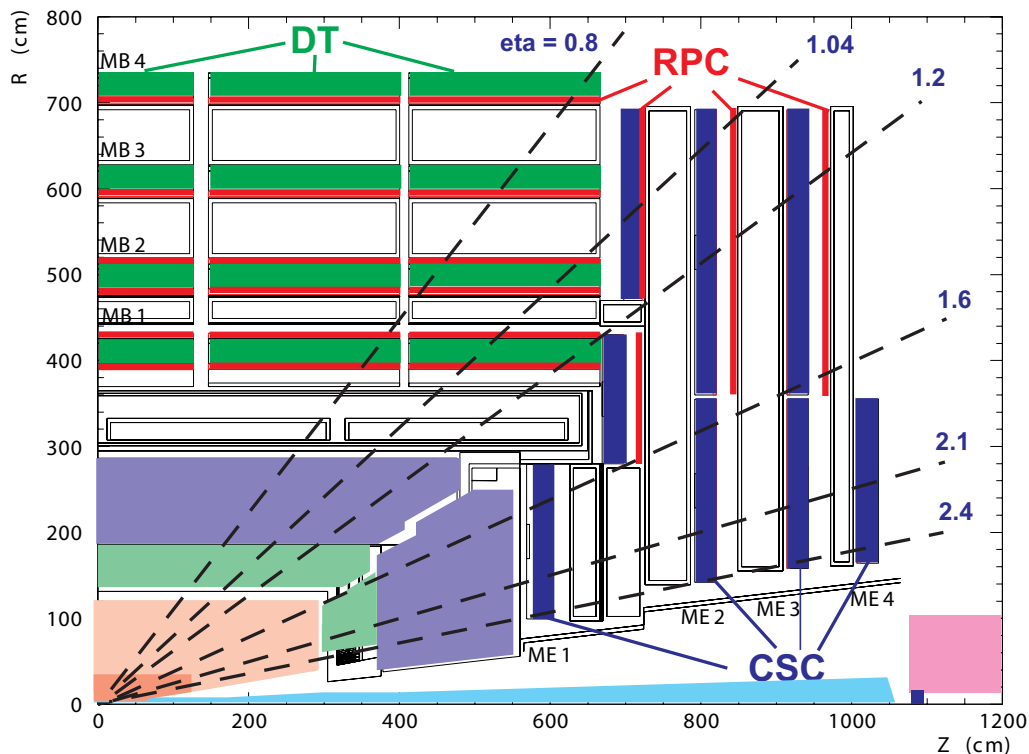 R (cm)
800
700
600
500
400
300
200
100
0
MB 4
DT
eta = 0.8
RPC
1.04
1.2
MB 3
MB 2
MB 1
1.6
2.1
2.4
ME 1
ME 2
ME 3
ME 4
CSC
0
200
400
600
800
1000
1200
Z (cm)